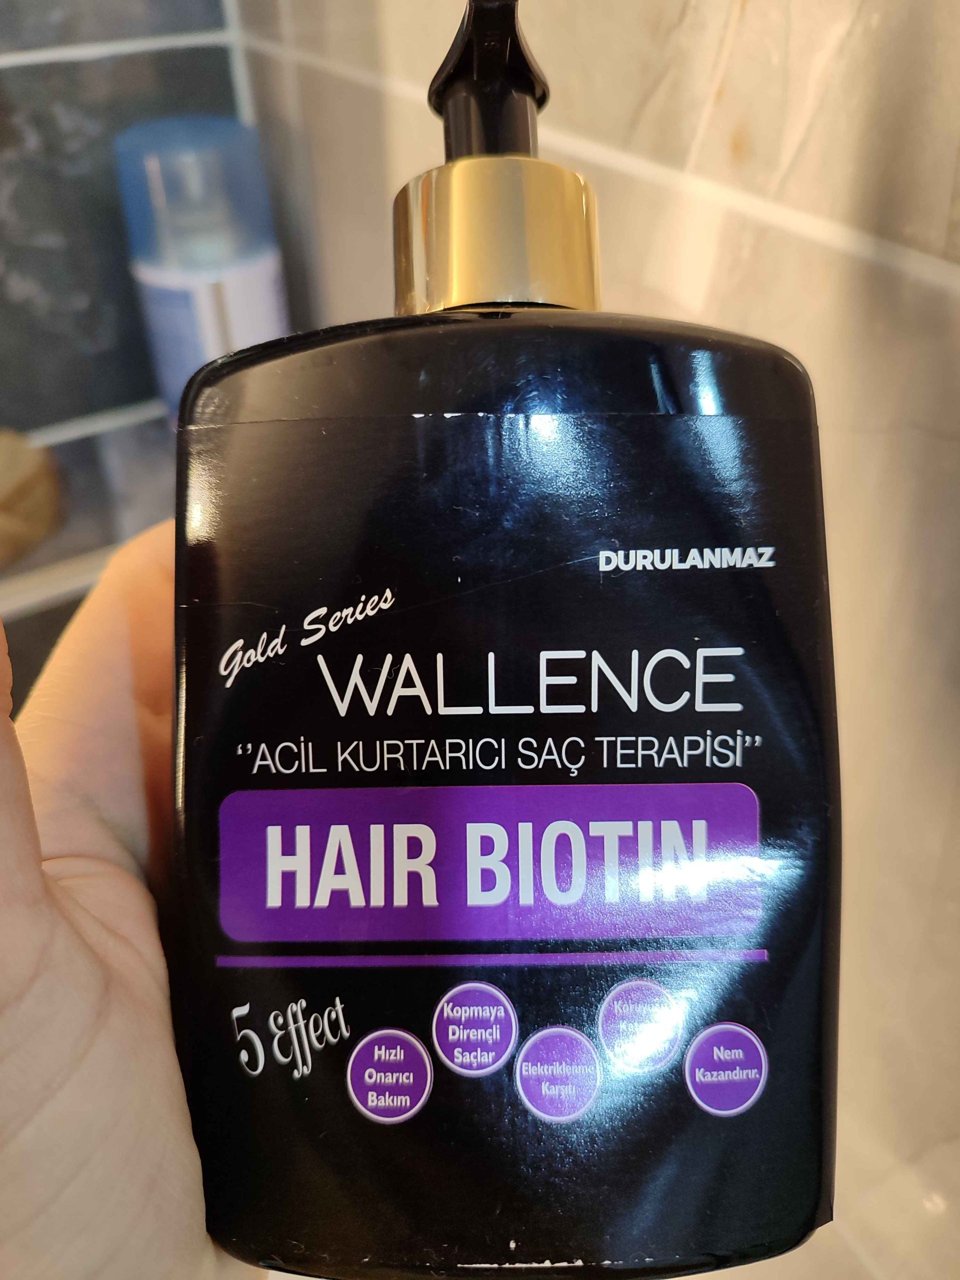 DURULANMAZ
Gold Series
WALLENCE
‘’ACİL KURTARICI SAÇ TERAPİSİ’’
HAIR BIOTIN
5 Effect
Hızlı
Onarıcı
Bakım
Kopmaya
Dirençli
Saçlar
Elektriklenme
Karşıtı
Nem
Kazandırır.